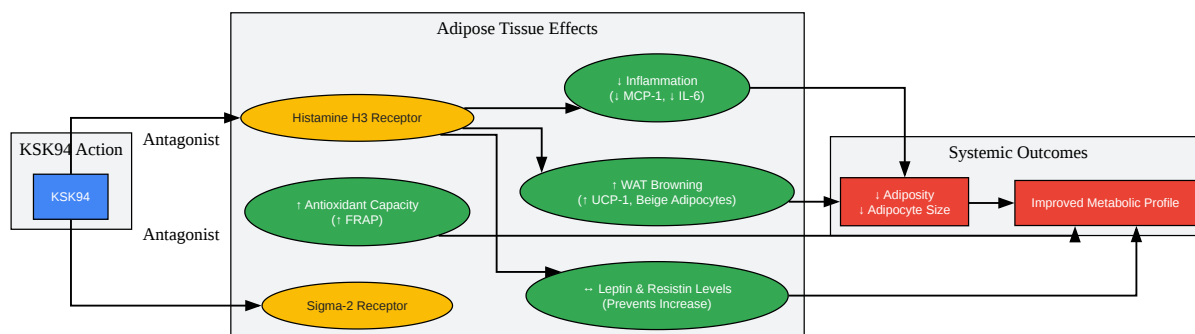 Adipose Tissue Effects
↓ Inflammation
(↓ MCP-1, ↓ IL-6)
Histamine H3 Receptor
Antagonist
KSK94 Action
KSK94
↑ WAT Browning
(↑ UCP-1, Beige Adipocytes)
↑ Antioxidant Capacity
(↑ FRAP)
Antagonist
Sigma-2 Receptor
↔ Leptin & Resistin Levels
(Prevents Increase)
Systemic Outcomes
↓ Adiposity
↓ Adipocyte Size
Improved Metabolic Profile